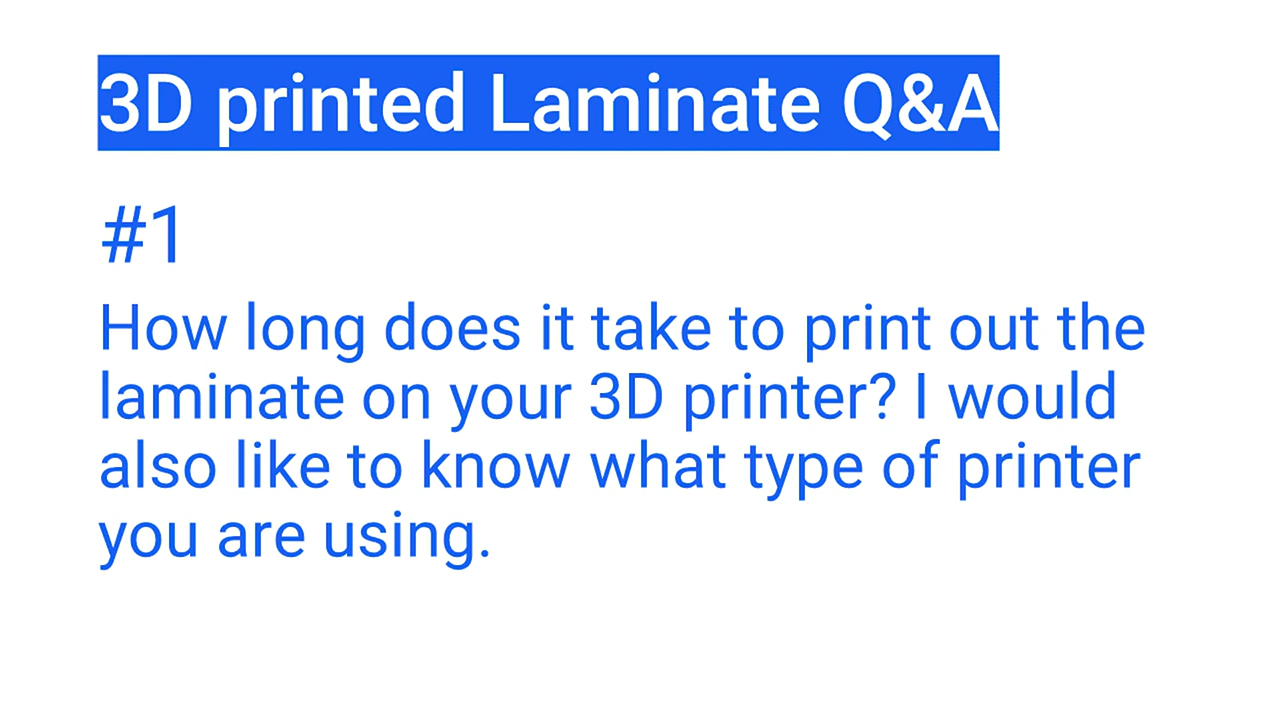 3D printed Laminate Q&A
#1
How long does it take to print out the
laminate on your 3D printer? I would
also like to know what type of printer
you are using.